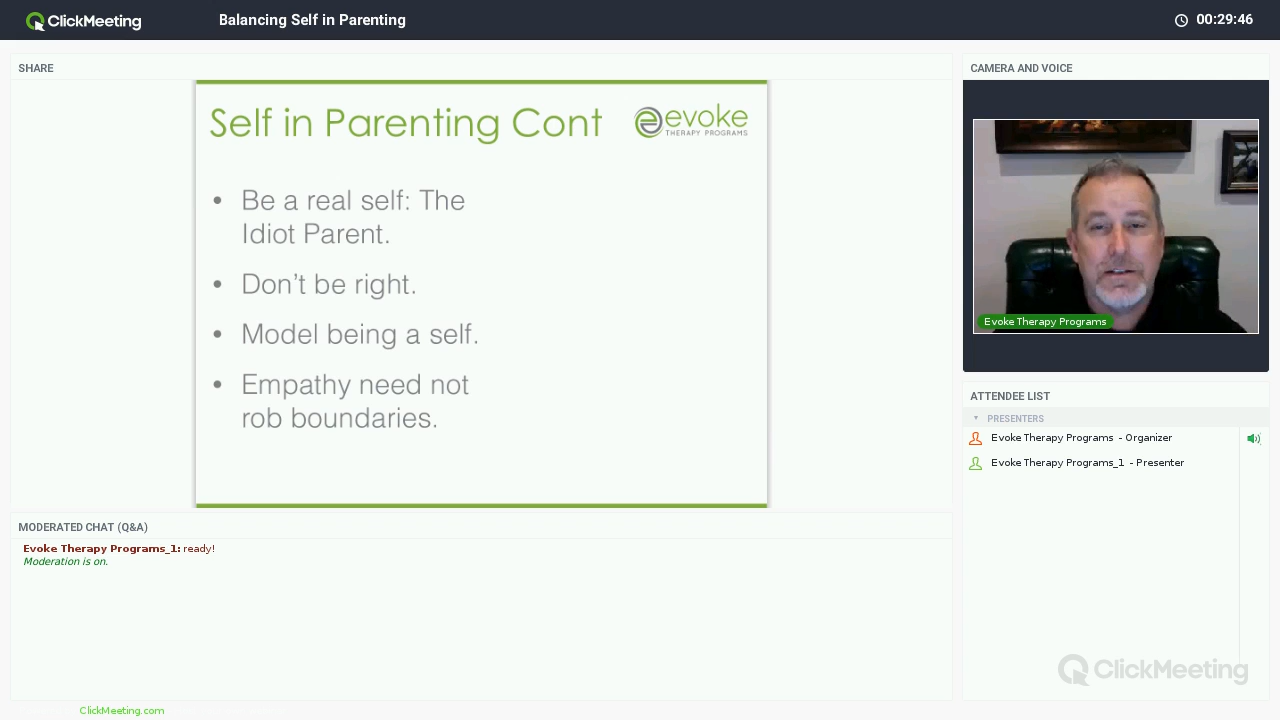 ClickMeeting
Balancing Self in Parenting
00:29:46
SHARE
Self in Parenting Cont
evoke
THERAPY PROGRAMS
• Be a real self: The
Idiot Parent.
• Don't be right.
• Model being a self.
• Empathy need not
rob boundaries.
CAMERA AND VOICE
Evoke Therapy Programs
ATTENDEE LIST
PRESENTERS
Evoke Therapy Programs - Organizer
Evoke Therapy Programs_1 - Presenter
MODERATED CHAT (Q&A)
Evoke Therapy Programs_1: ready!
Moderation is on.
ClickMeeting
ClickMeeting.com